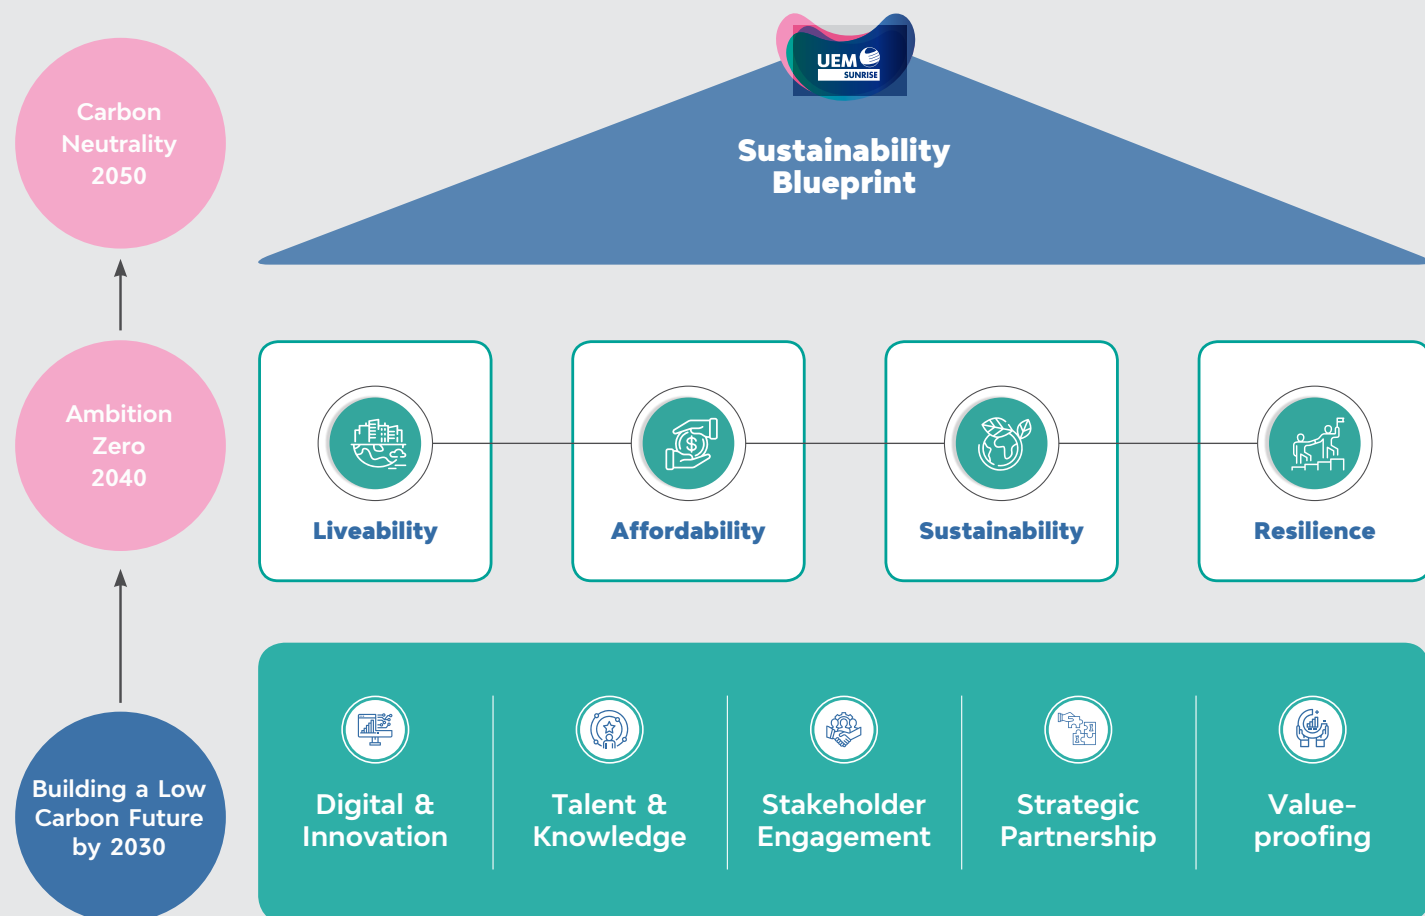 Carbon
Neutrality
2050
UEM
SUNRISE
Sustainability
Blueprint
Ambition
Zero
2040
Liveability
Affordability
Sustainability
Resilience
Building a Low
Carbon Future
by 2030
Digital &
Innovation
Talent &
Knowledge
Stakeholder
Engagement
Strategic
Partnership
Value-
proofing